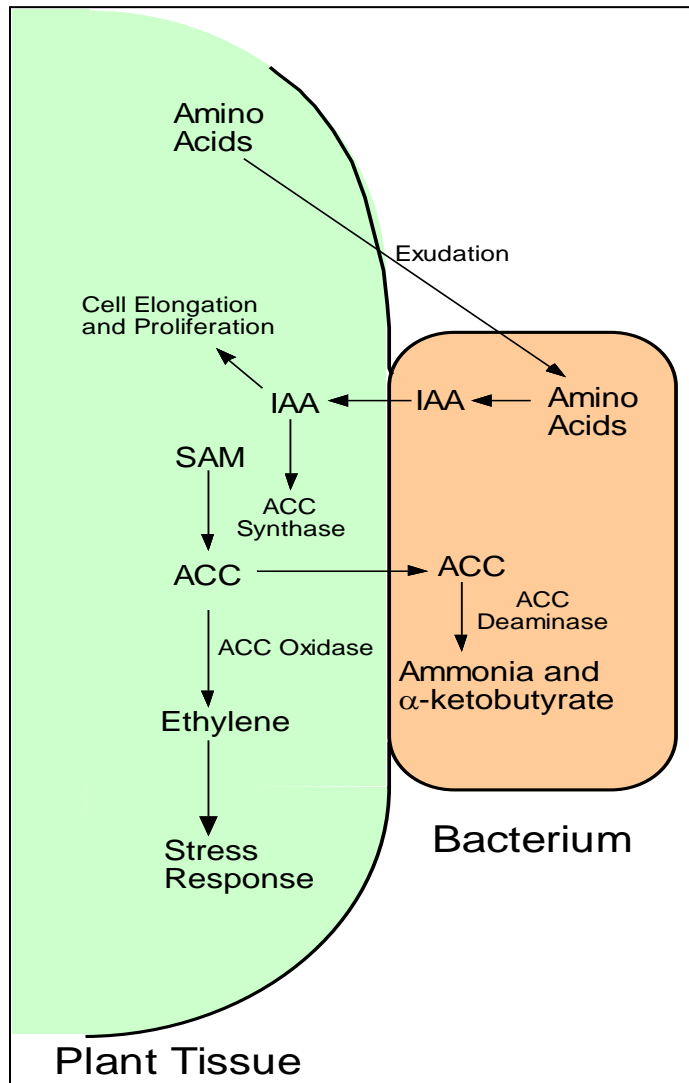 Amino
Acids
Exudation
Cell Elongation
and Proliferation
IAA
IAA
Amino
Acids
SAM
ACC
Synthase
ACC
ACC
ACC
Deaminase
ACC Oxidase
Ammonia and
α-ketobutyrate
Ethylene
Bacterium
Stress
Response
Plant Tissue